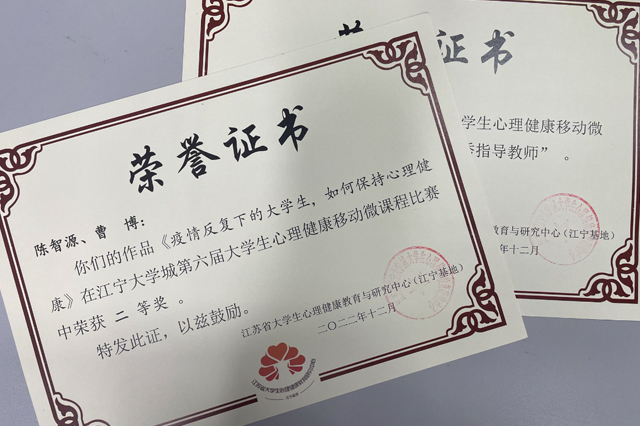 荣誉证书
陈智源、曹 博：
你们的作品《疫情反复下的大学生，如何保持心理健
康》在江宁大学城第六届大学生心理健康移动微课程比赛
中荣获 二 等奖 。
特发此证，以兹鼓励。
江苏省大学生心理健康教育与研究中心（江宁基地）
二〇二二年十二月
证书
学生心理健康移动微
秀指导教师”。
教育与研究中心（江宁基地）
年十二月